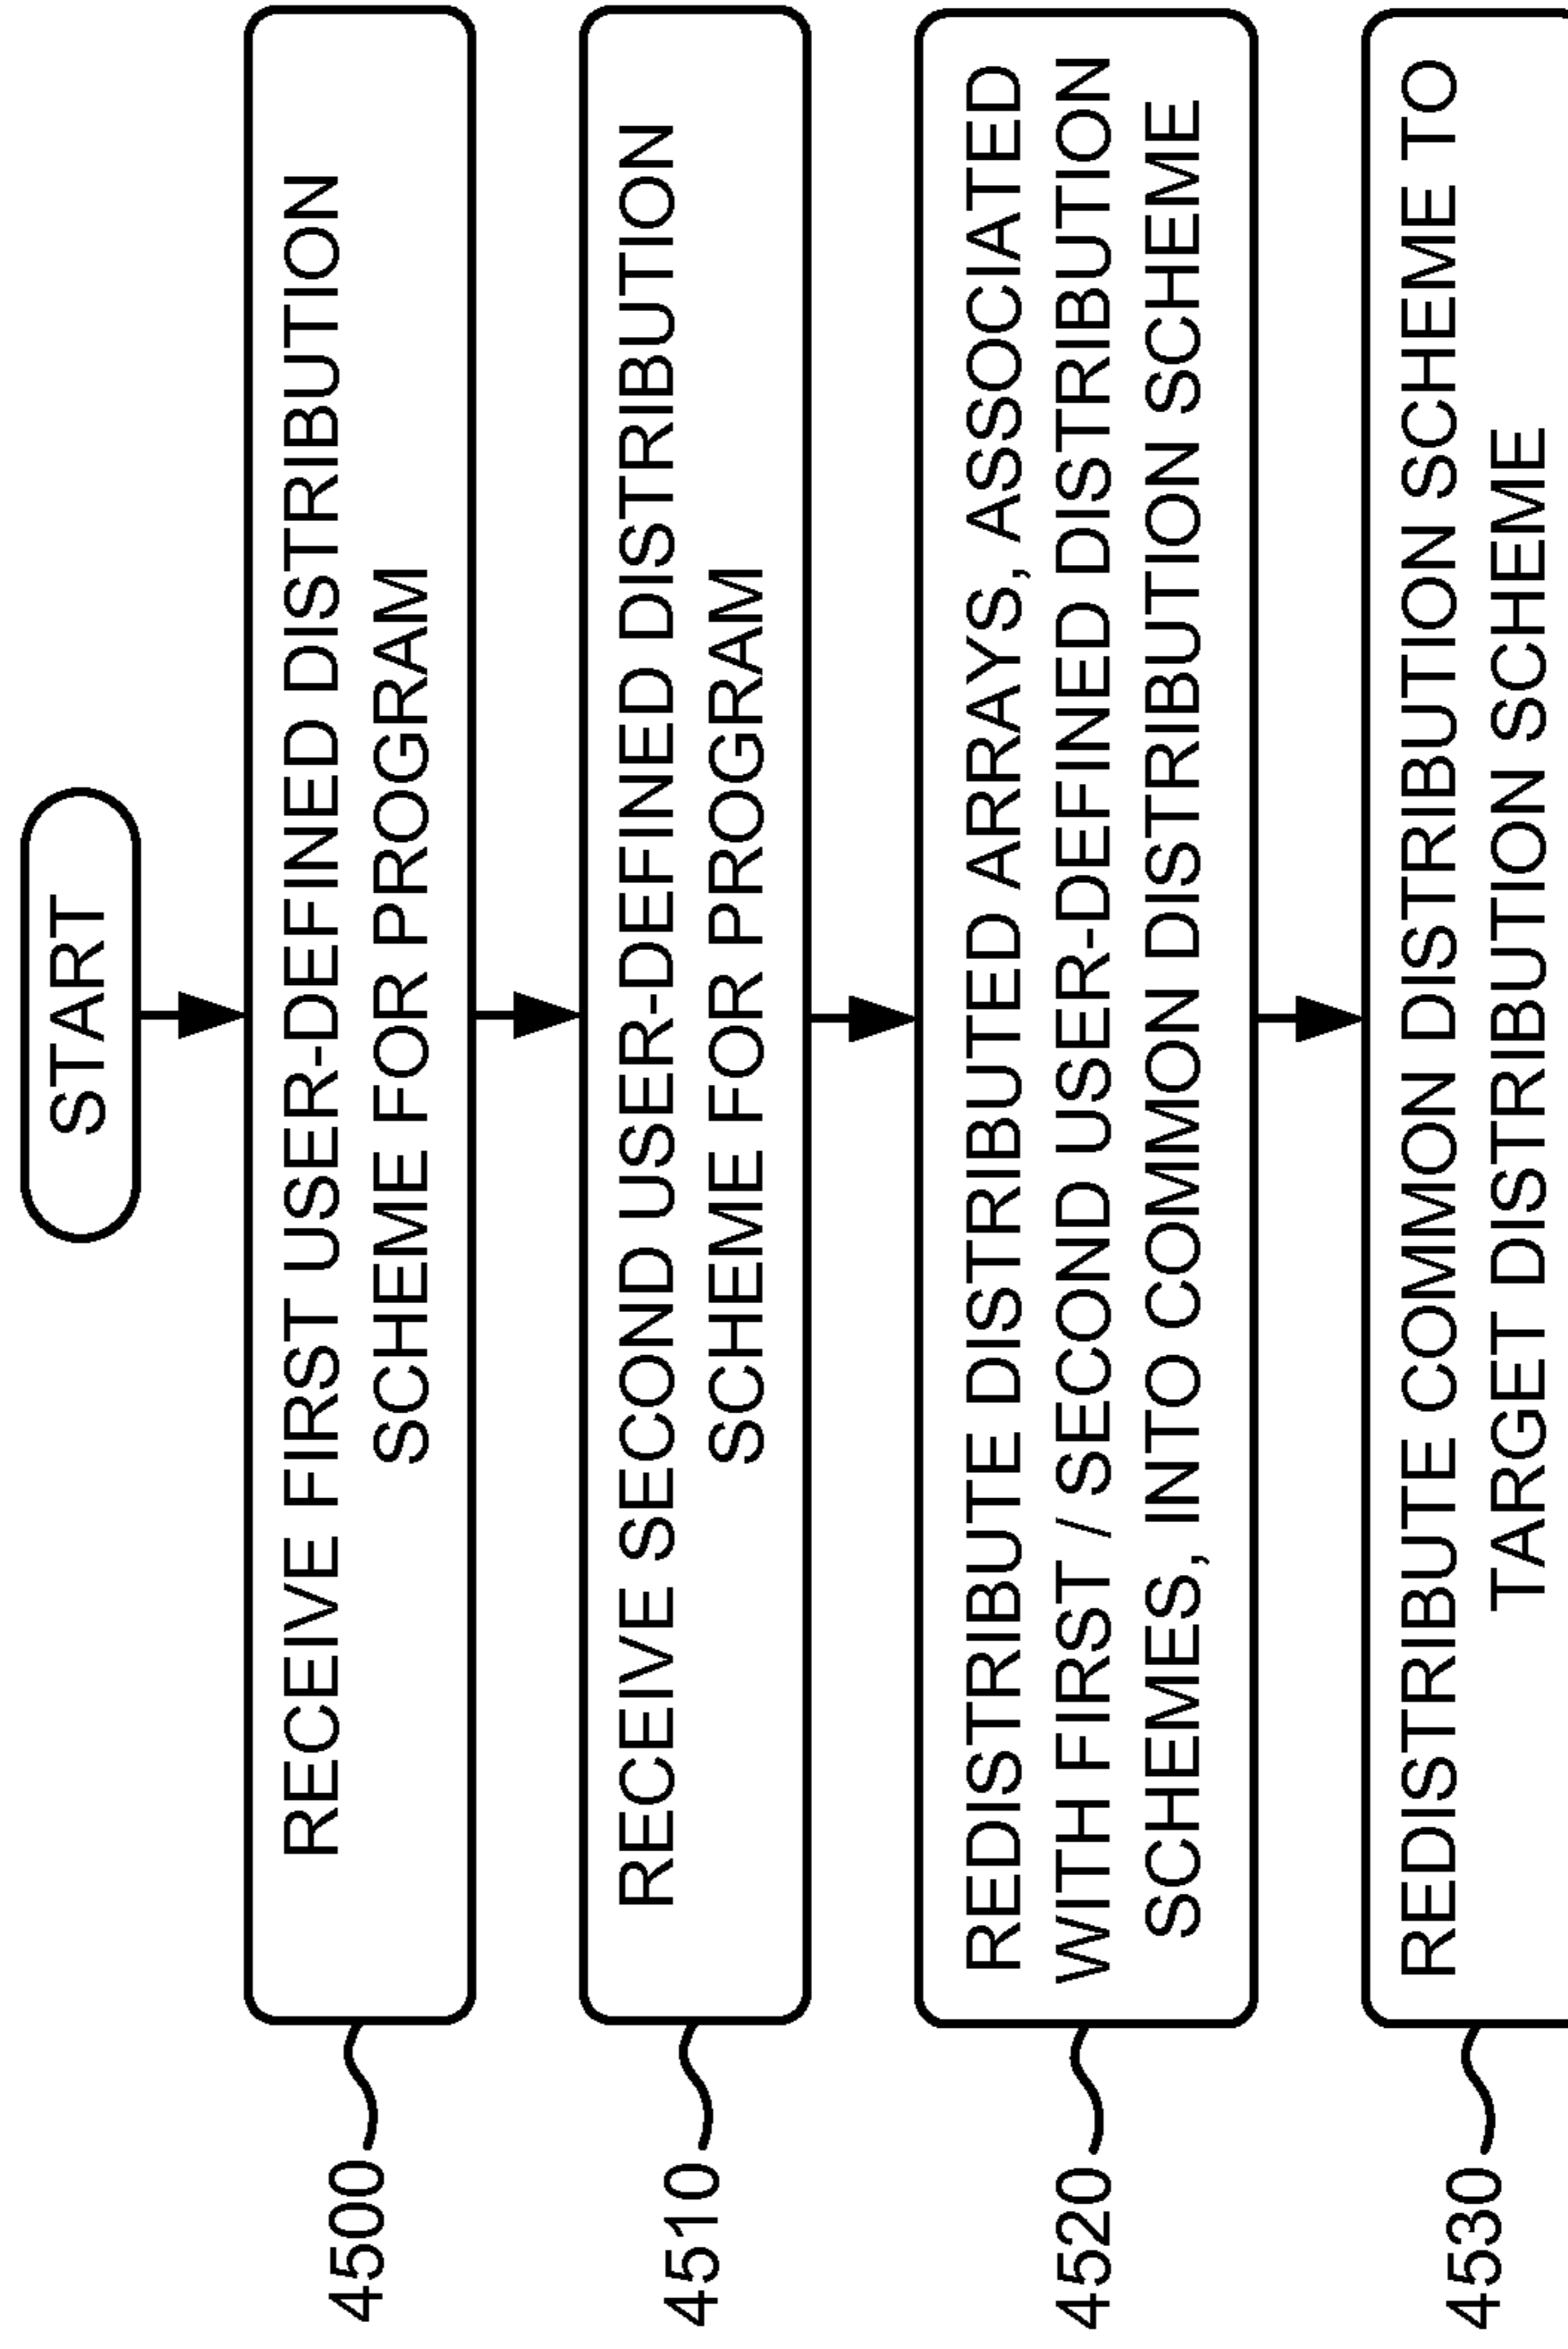 START
RECEIVE FIRST USER-DEFINED DISTRIBUTION
SCHEME FOR PROGRAM
4500
RECEIVE SECOND USER-DEFINED DISTRIBUTION
SCHEME FOR PROGRAM
4510
REDISTRIBUTE DISTRIBUTED ARRAYS, ASSOCIATED
WITH FIRST / SECOND USER-DEFINED DISTRIBUTION
SCHEMES, INTO COMMON DISTRIBUTION SCHEME
4520
REDISTRIBUTE COMMON DISTRIBUTION SCHEME TO
TARGET DISTRIBUTION SCHEME
4530